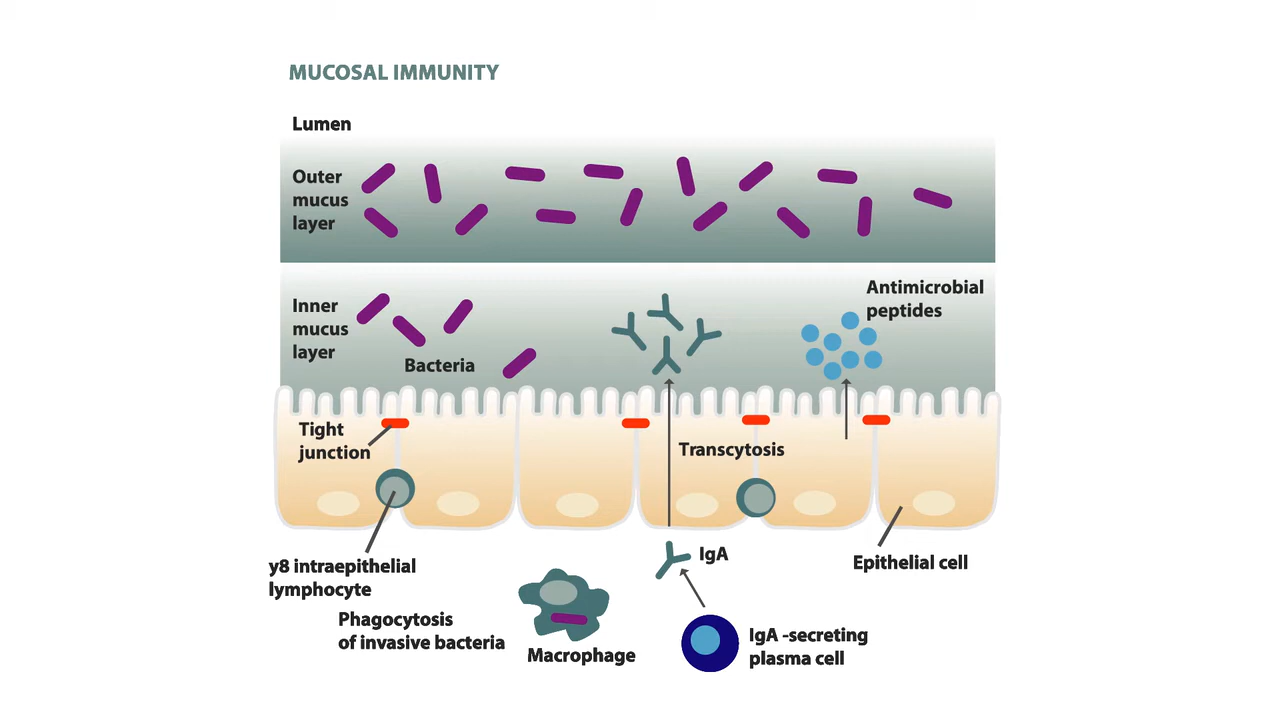 MUCOSAL IMMUNITY
Lumen
Outer
mucus
layer
Antimicrobial
peptides
Inner
mucus
layer
Bacteria
Tight
junction
Transcytosis
IgA
Epithelial cell
y8 intraepithelial
lymphocyte
Phagocytosis
of invasive bacteria
Macrophage
IgA -secreting
plasma cell